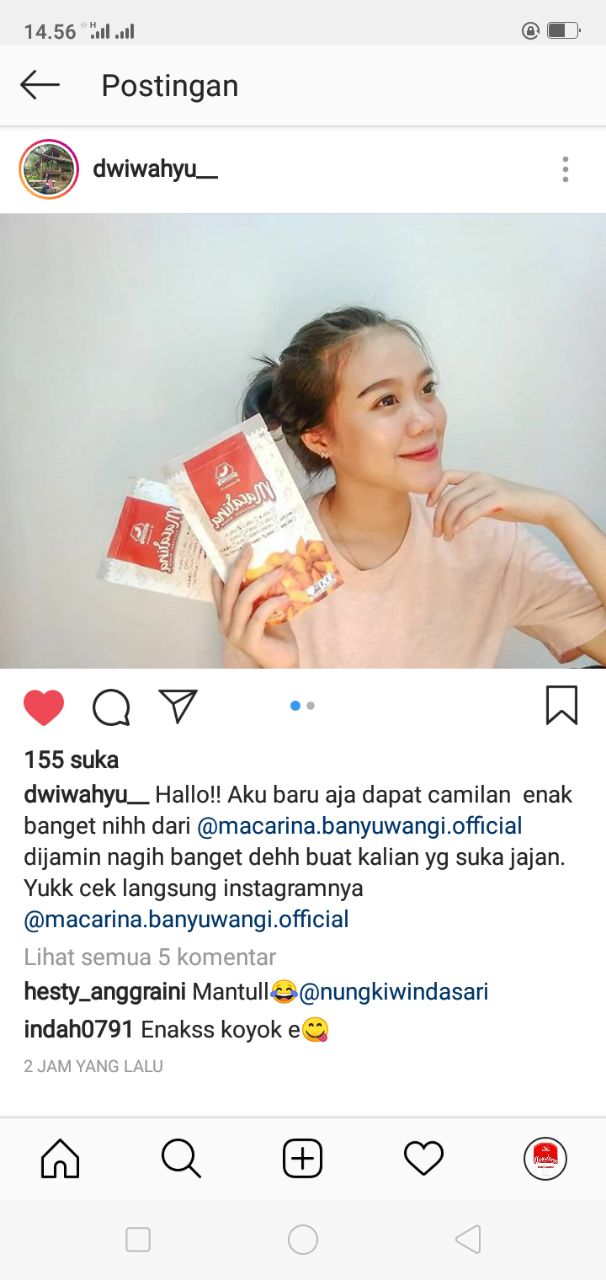 14.56 H
Postingan
dwiwahyu__
Macarina
Macarina
155 suka
dwiwahyu__ Hallo!! Aku baru aja dapat camilan  enak
banget nihh dari @macarina.banyuwangi.official
dijamin nagih banget dehh buat kalian yg suka jajan.
Yukk cek langsung instagramnya
@macarina.banyuwangi.official
Lihat semua 5 komentar
hesty_anggraini Mantull😂@nungkiwindasari
indah0791 Enakss koyok e😋
2 JAM YANG LALU